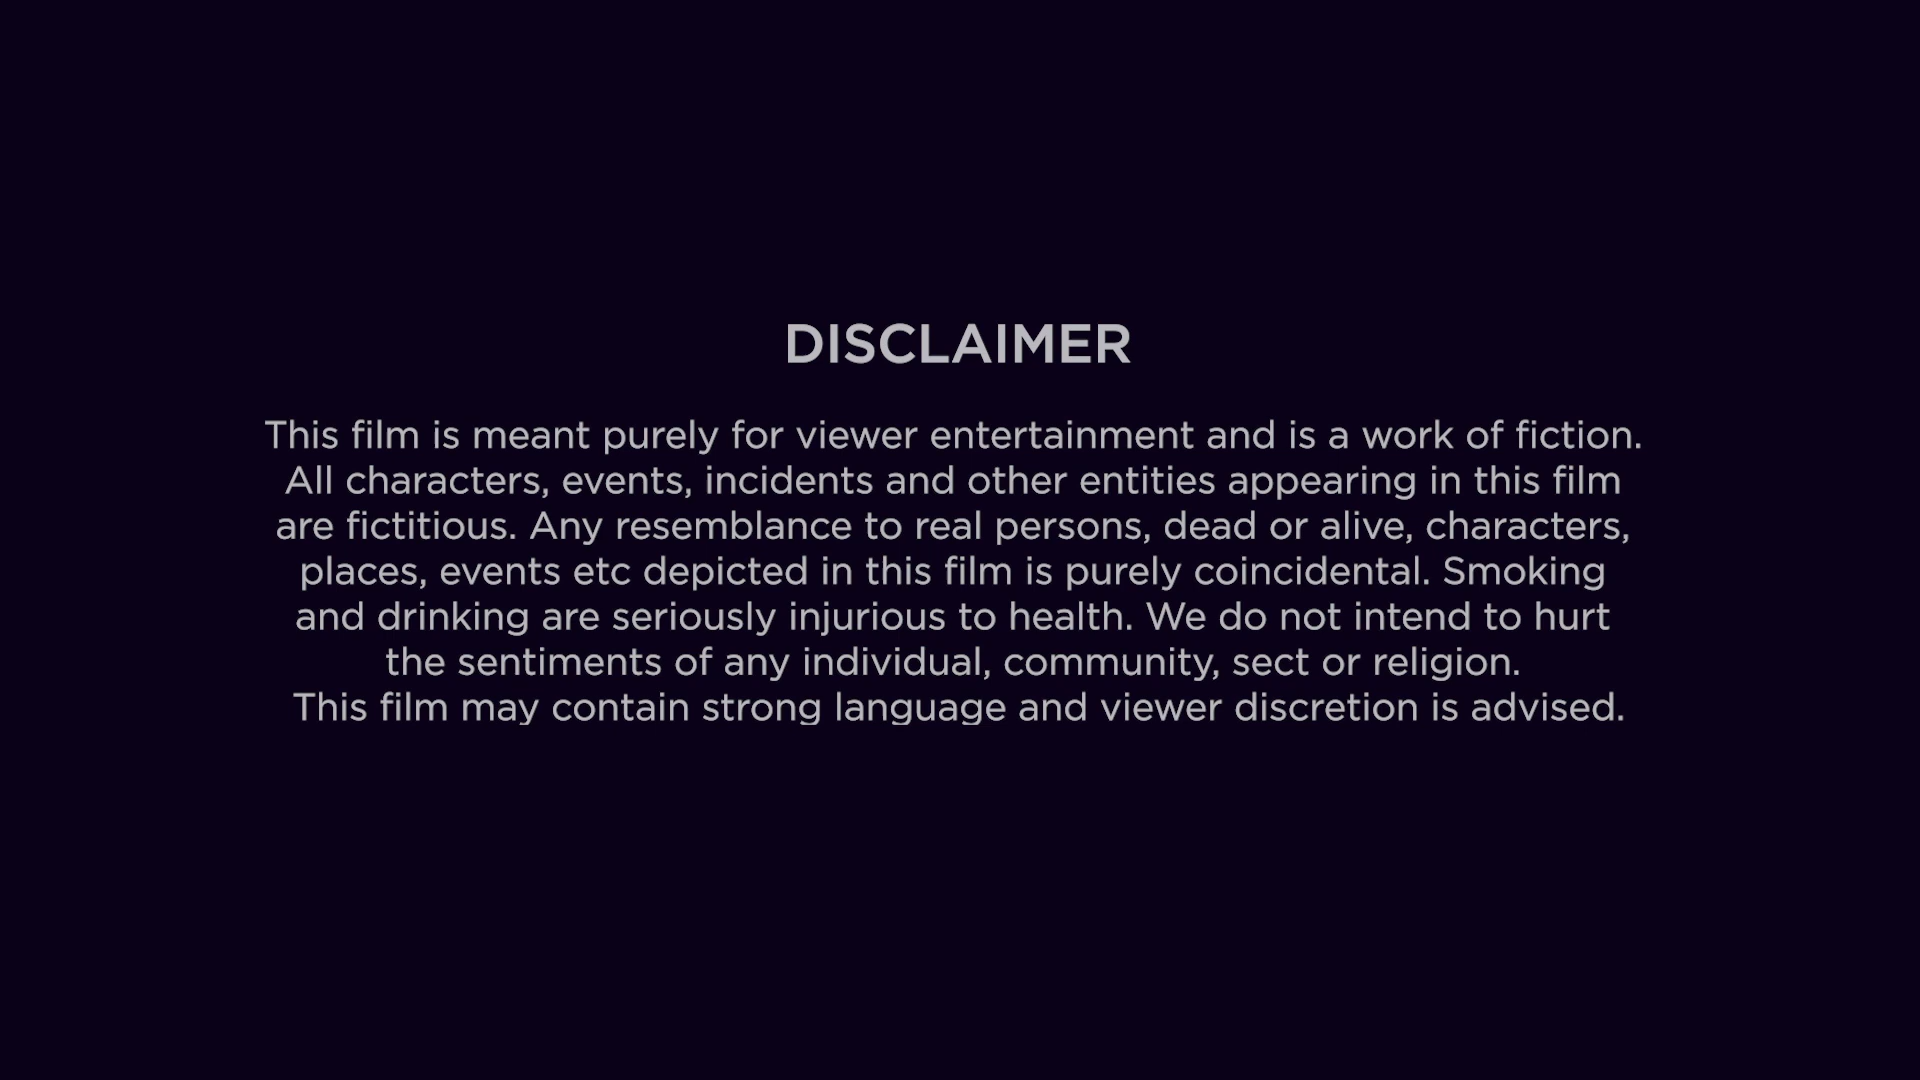 DISCLAIMER
This film is meant purely for viewer entertainment and is a work of fiction.
All characters, events, incidents and other entities appearing in this film
are fictitious. Any resemblance to real persons, dead or alive, characters,
places, events etc depicted in this film is purely coincidental. Smoking
and drinking are seriously injurious to health. We do not intend to hurt
the sentiments of any individual, community, sect or religion.
This film may contain strong language and viewer discretion is advised.